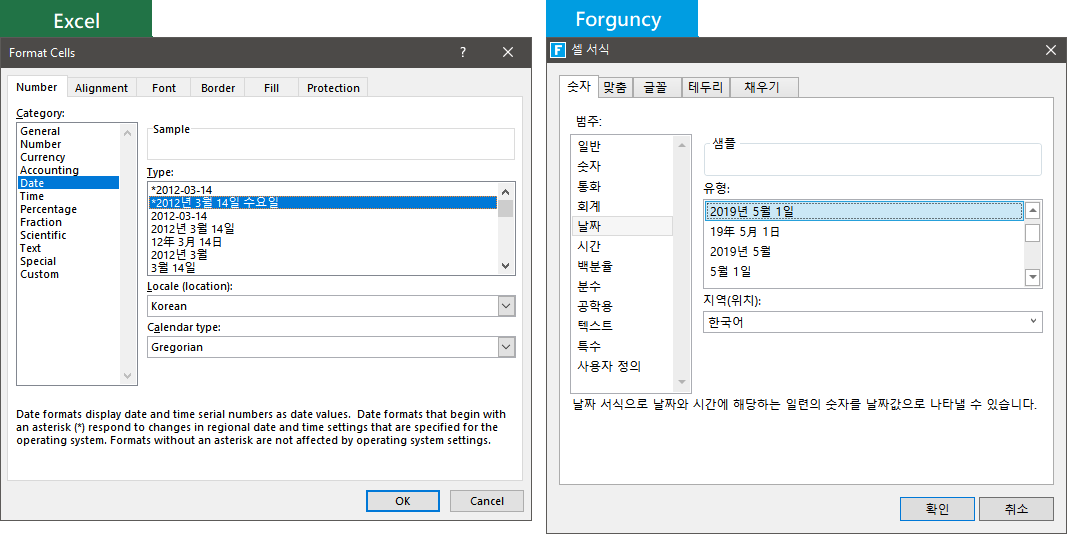 Excel
Format Cells
?
Number
Alignment
Font
Border
Fill
Protection
Category:
General
Number
Currency
Accounting
Date
Time
Percentage
Fraction
Scientific
Text
Special
Custom
Sample
Type:
*2012-03-14
*2012년 3월 14일 수요일
2012-03-14
2012년 3월 14일
12年 3月 14日
2012년 3월
3월 14일
Locale (location):
Korean
Calendar type:
Gregorian
Date formats display date and time serial numbers as date values.  Date formats that begin with
an asterisk (*) respond to changes in regional date and time settings that are specified for the
operating system. Formats without an asterisk are not affected by operating system settings.
OK
Cancel
Forguncy
F 셀 서식
숫자
맞춤
글꼴
테두리
채우기
범주:
일반
숫자
통화
회계
날짜
시간
백분율
분수
공학용
텍스트
특수
사용자 정의
샘플
유형:
2019년 5월 1일
19年 5月 1日
2019년 5월
5월 1일
지역(위치):
한국어
날짜 서식으로 날짜와 시간에 해당하는 일련의 숫자를 날짜값으로 나타낼 수 있습니다.
확인
취소